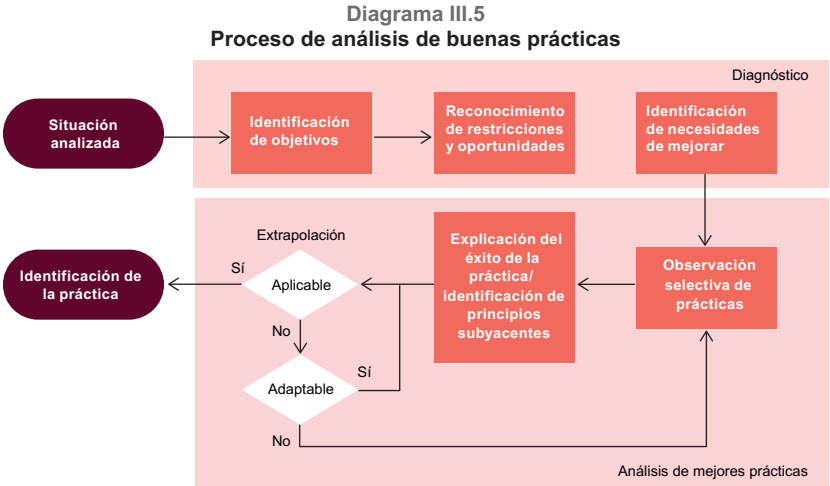 Diagrama III.5
Proceso de análisis de buenas prácticas
Diagnóstico
Situación
analizada
Identificación
de objetivos
Reconocimiento
de restricciones
y oportunidades
Identificación
de necesidades
de mejorar
Extrapolación
Identificación de
la práctica
Sí
Aplicable
No
Adaptable
Sí
No
Explicación del
éxito de la
práctica/
identificación de
principios
subyacentes
Observación
selectiva de
prácticas
Análisis de mejores prácticas